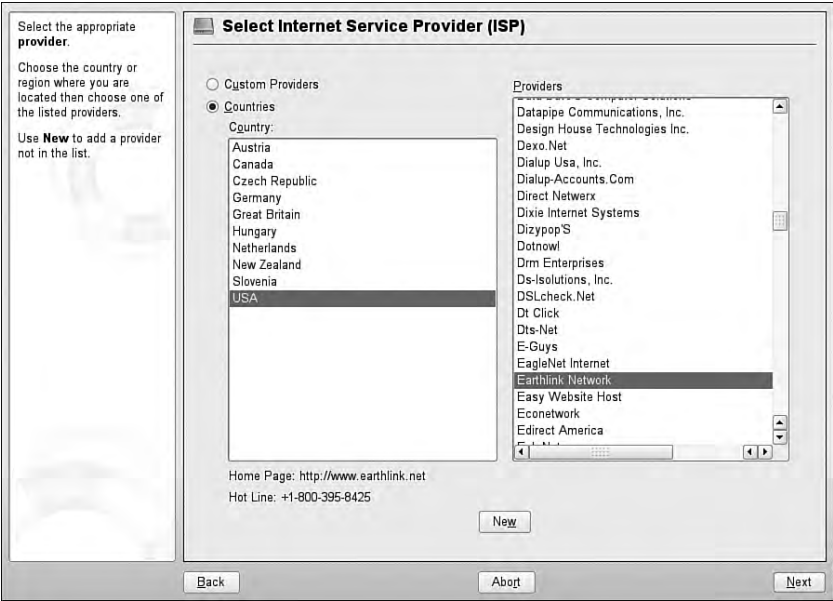 Select the appropriate
provider.
Choose the country or
region where you are
located then choose one of
the listed providers.
Use New to add a provider
not in the list.
Select Internet Service Provider (ISP)
Custom Providers
Countries
Country:
Austria
Canada
Czech Republic
Germany
Great Britain
Hungary
Netherlands
New Zealand
Slovenia
USA
Providers
Datapipe Communications, Inc.
Design House Technologies Inc.
Dexo.Net
Dialup Usa, Inc.
Dialup-Accounts.Com
Direct Networx
Dixie Internet Systems
Dizypop'S
Dotnow!
Drm Enterprises
Ds-Isolutions, Inc.
DSLcheck.Net
Dt Click
Dts-Net
E-Guys
EagleNet Internet
Earthlink Network
Easy Website Host
Econetwork
Edirect America
Home Page: http://www.earthlink.net
Hot Line: +1-800-395-8425
New
Back
Abort
Next